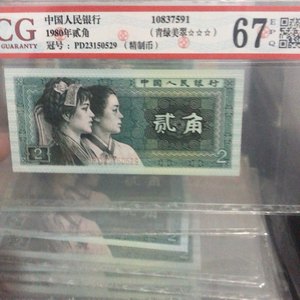 CG
GUARANTY
中国人民银行
1980年贰角
冠号：PD23150529 （精制币）
10837591
（青绿美翠☆☆☆）
67 EPQ
中国人民银行
贰角
2
2